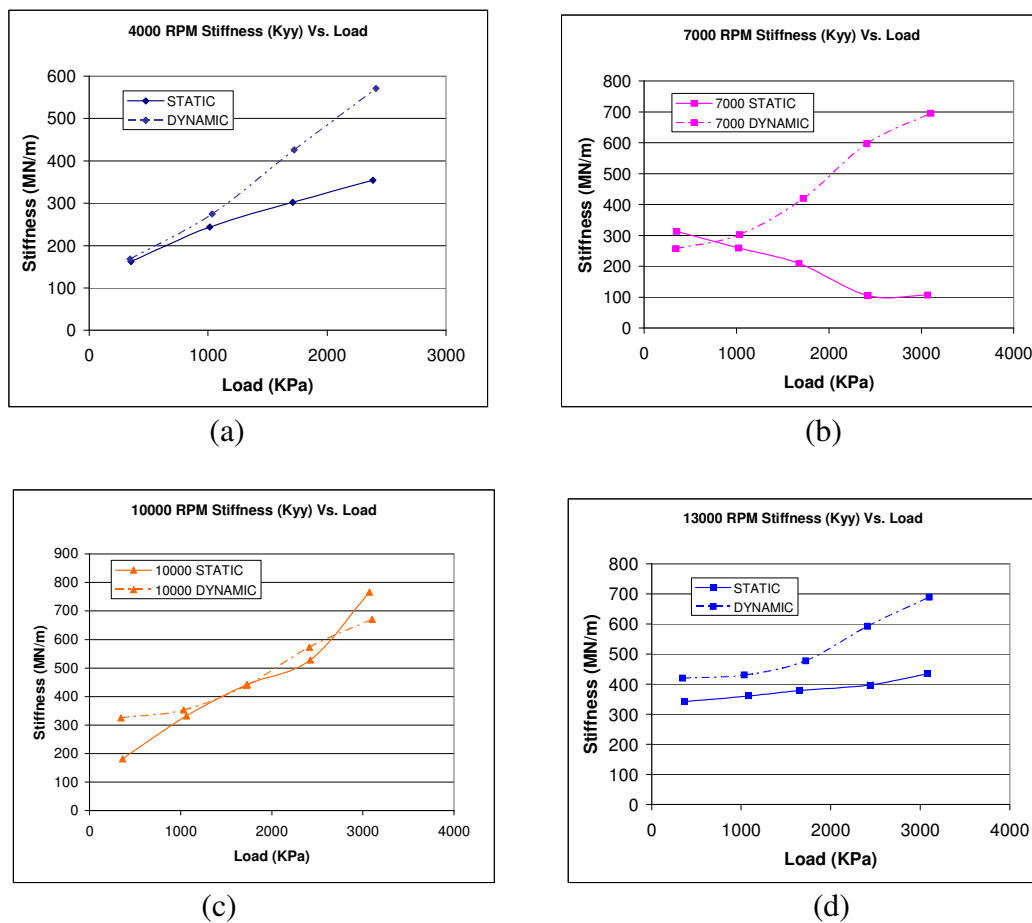 4000 RPM Stiffness (Kyy) Vs. Load
600
500
400
300
200
100
0
0 1000 2000 3000
Load (KPa)
Stiffness (MN/m)
STATIC
DYNAMIC
(a)
7000 RPM Stiffness (Kyy) Vs. Load
800
700
600
500
400
300
200
100
0
0 1000 2000 3000 4000
Load (KPa)
Stiffness (MN/m)
7000 STATIC
7000 DYNAMIC
(b)
10000 RPM Stiffness (Kyy) Vs. Load
900
800
700
600
500
400
300
200
100
0
0 1000 2000 3000 4000
Load (KPa)
Stiffness (MN/m)
10000 STATIC
10000 DYNAMIC
(c)
13000 RPM Stiffness (Kyy) Vs. Load
800
700
600
500
400
300
200
100
0
0 1000 2000 3000 4000
Load (KPa)
Stiffness (MN/m)
STATIC
DYNAMIC
(d)